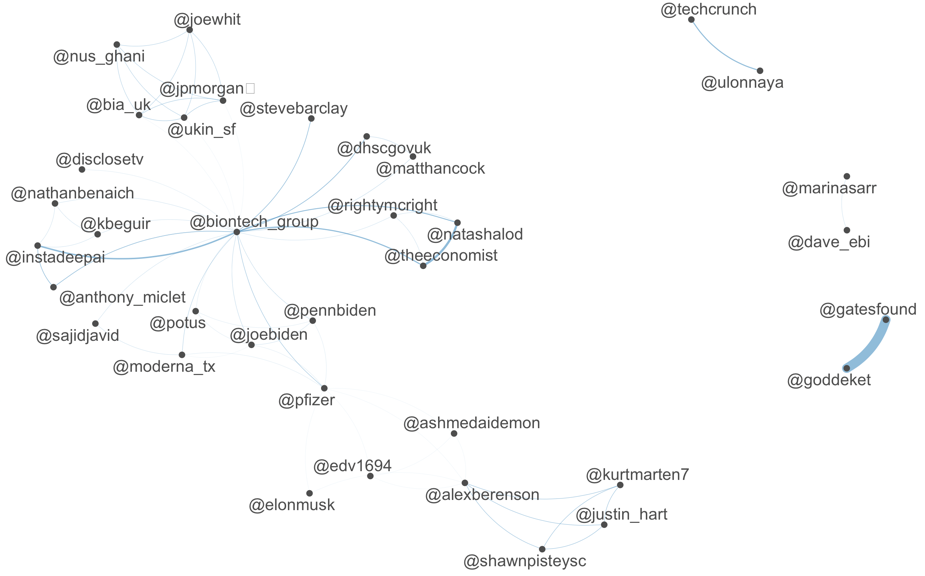 @techcrunch
@joewhit
@nus_ghani
@ulonnaya
@jpmorgan
@bia_uk
@stevebarclay
@ukin_sf
@dhscgovuk
@disclosetv
@matthancock
@marinasarr
@nathanbenaich
@rightymcright
@kbeguir
@biontech_group
@natashalod
@dave_ebi
@instadeepai
@theeconomist
@anthony_miclet
@pennbiden
@gatesfound
@potus
@sajidjavid
@joebiden
@moderna_tx
@goddeket
@pfizer
@ashmedaidemon
@edv1694
@kurtmarten7
@alexberenson
@elonmusk
@justin_hart
@shawnpisteysc